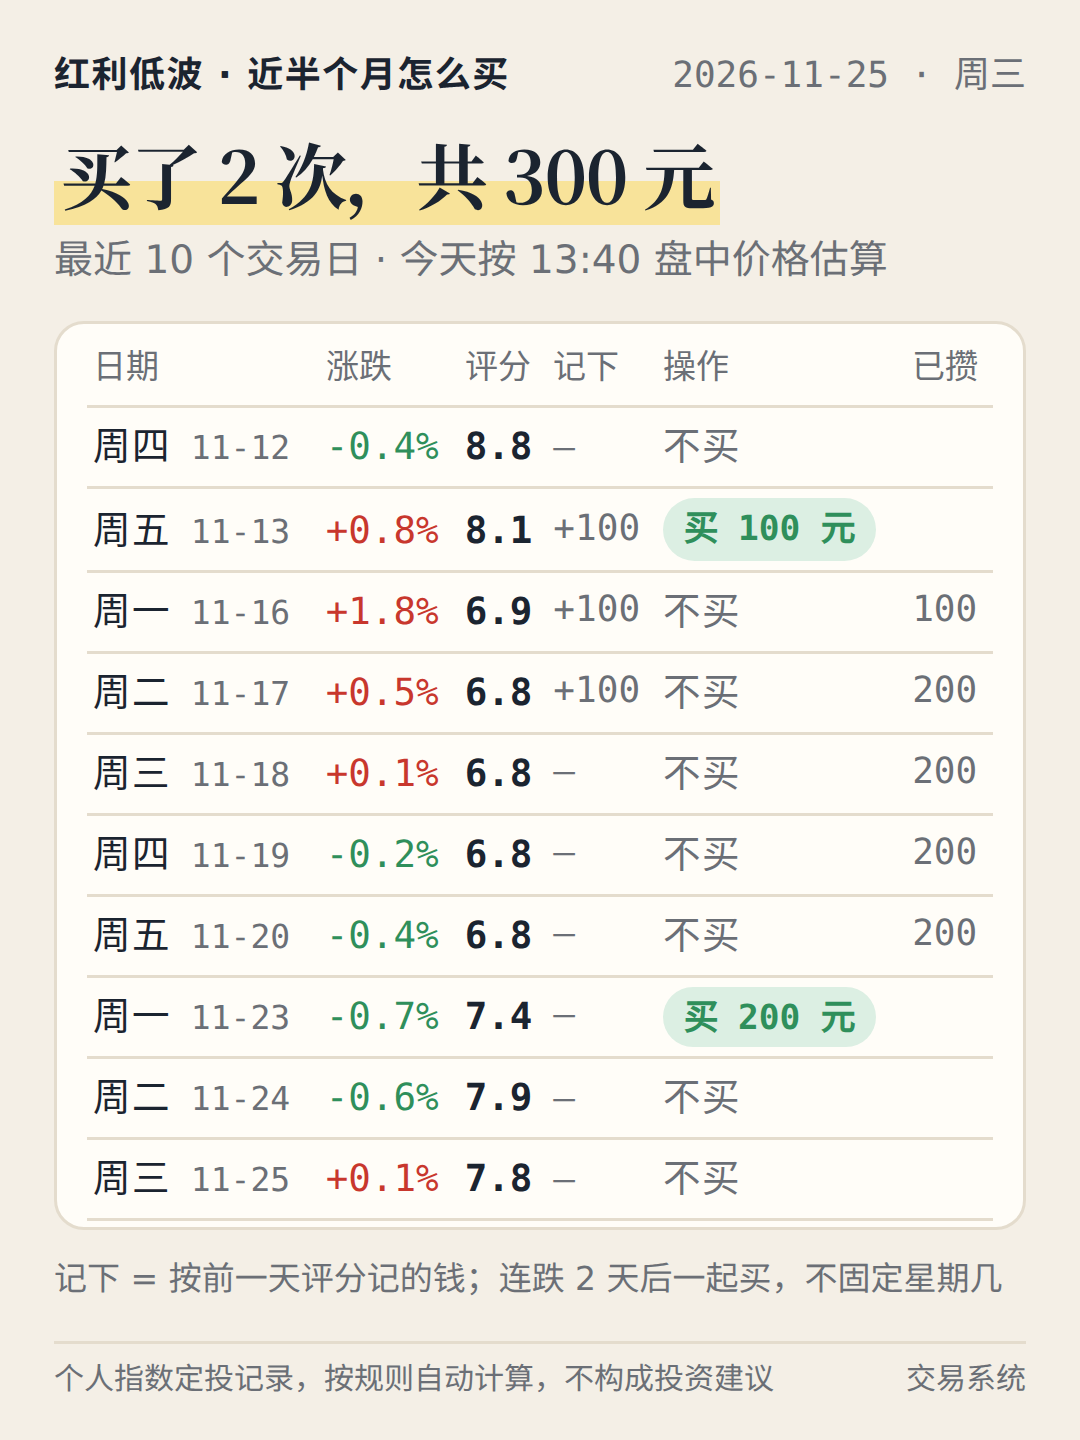 红利低波 · 近半个月怎么买 2026-11-25 · 周三
买了 2 次，共 300 元
最近 10 个交易日 · 今天按 13:40 盘中价格估算
日期 涨跌 评分 记下 操作 已攒
周四 11-12 -0.4% 8.8 — 不买
周五 11-13 +0.8% 8.1 +100 买 100 元
周一 11-16 +1.8% 6.9 +100 不买 100
周二 11-17 +0.5% 6.8 +100 不买 200
周三 11-18 +0.1% 6.8 — 不买 200
周四 11-19 -0.2% 6.8 — 不买 200
周五 11-20 -0.4% 6.8 — 不买 200
周一 11-23 -0.7% 7.4 — 买 200 元
周二 11-24 -0.6% 7.9 — 不买
周三 11-25 +0.1% 7.8 — 不买
记下 = 按前一天评分记的钱；连跌 2 天后一起买，不固定星期几
个人指数定投记录，按规则自动计算，不构成投资建议 交易系统